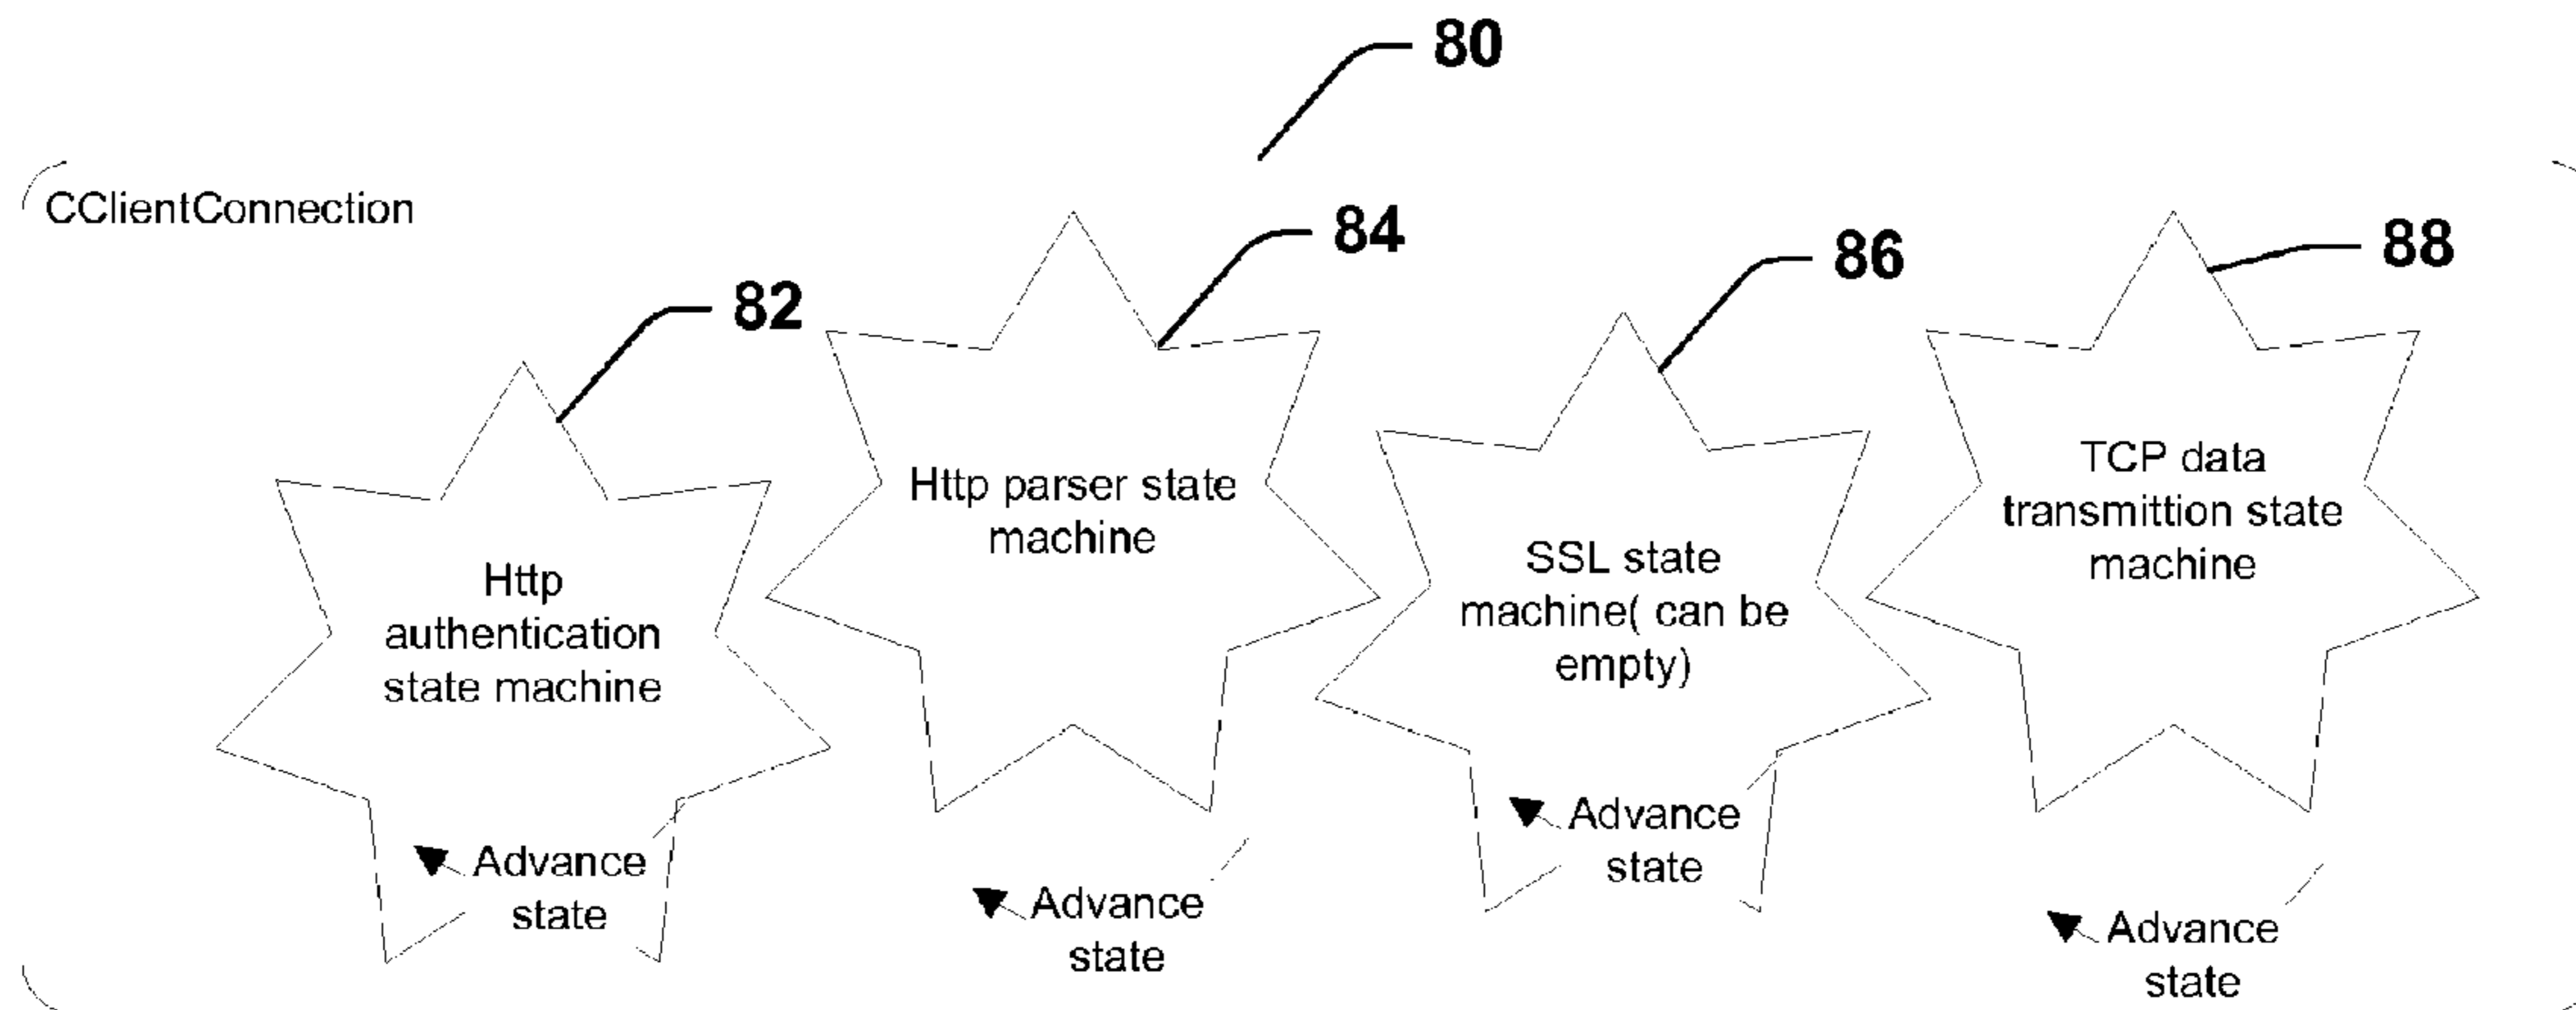 80
CClientConnection
82
84
86
88
Http
authentication
state machine
Http parser state
machine
SSL state
machine( can be
empty)
TCP data
transmittion state
machine
Advance
state
Advance
state
Advance
state
Advance
state